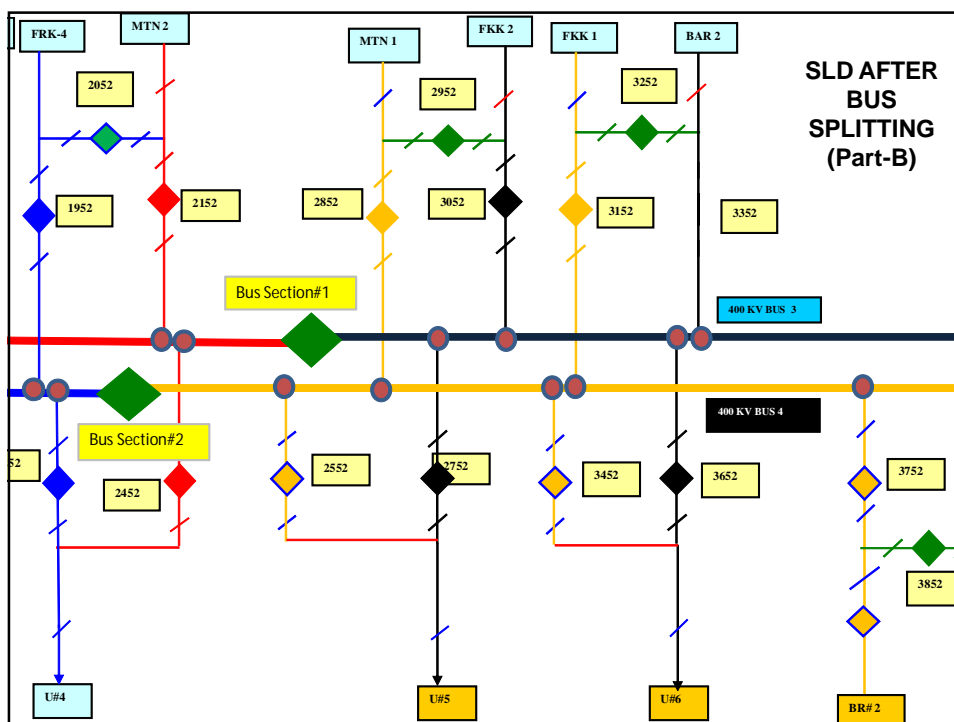 FRK-4
MTN 2
MTN 1
FKK 2
FKK 1
BAR 2
SLD AFTER
BUS
SPLITTING
(Part-B)
2052
2952
3252
1952
2152
2852
3052
3152
3352
Bus Section#1
400 KV BUS 3
400 KV BUS 4
Bus Section#2
52
2452
2552
2752
3452
3652
3752
3852
U#4
U#5
U#6
BR# 2